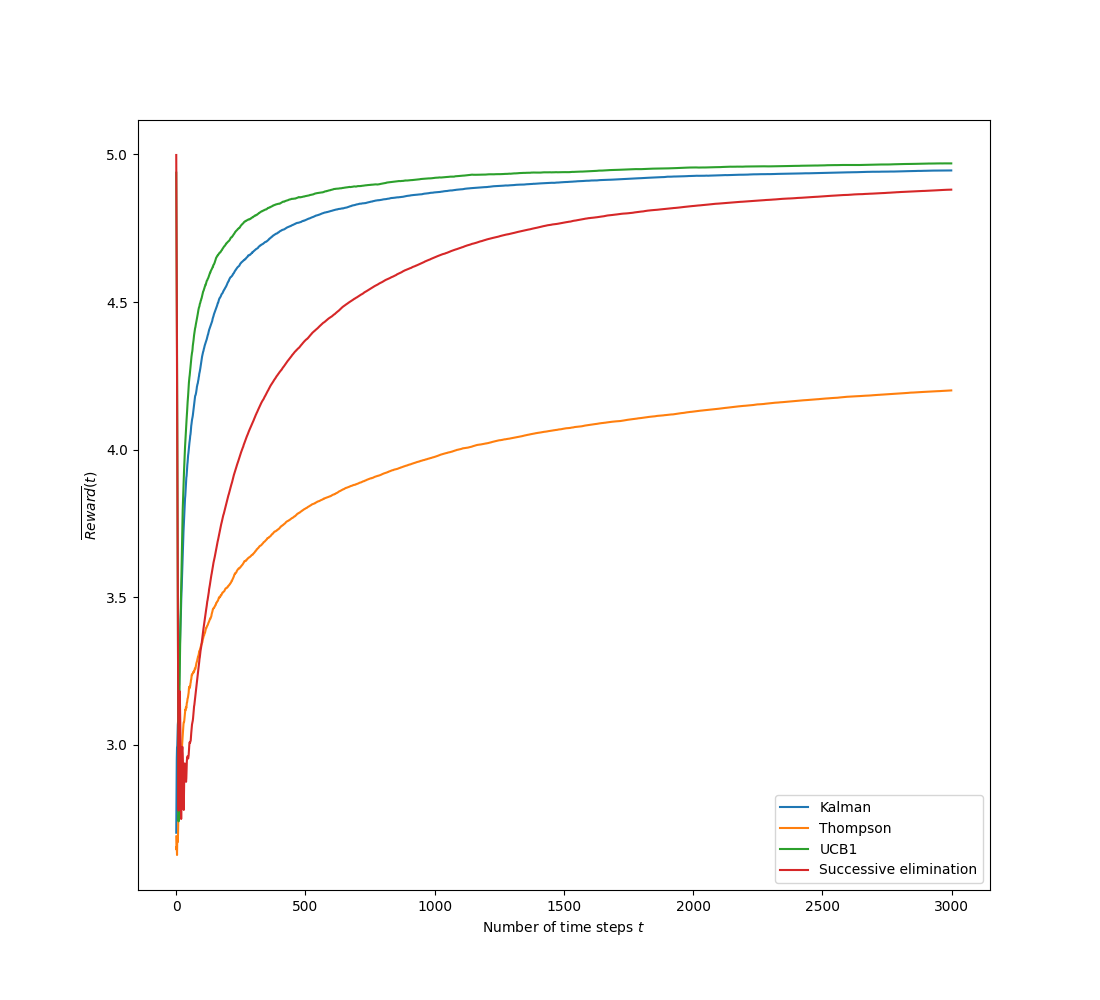 5.0
4.5
4.0
3.5
3.0
Reward(t)
0 500 1000 1500 2000 2500 3000
Number of time steps t
Kalman
Thompson
UCB1
Successive elimination